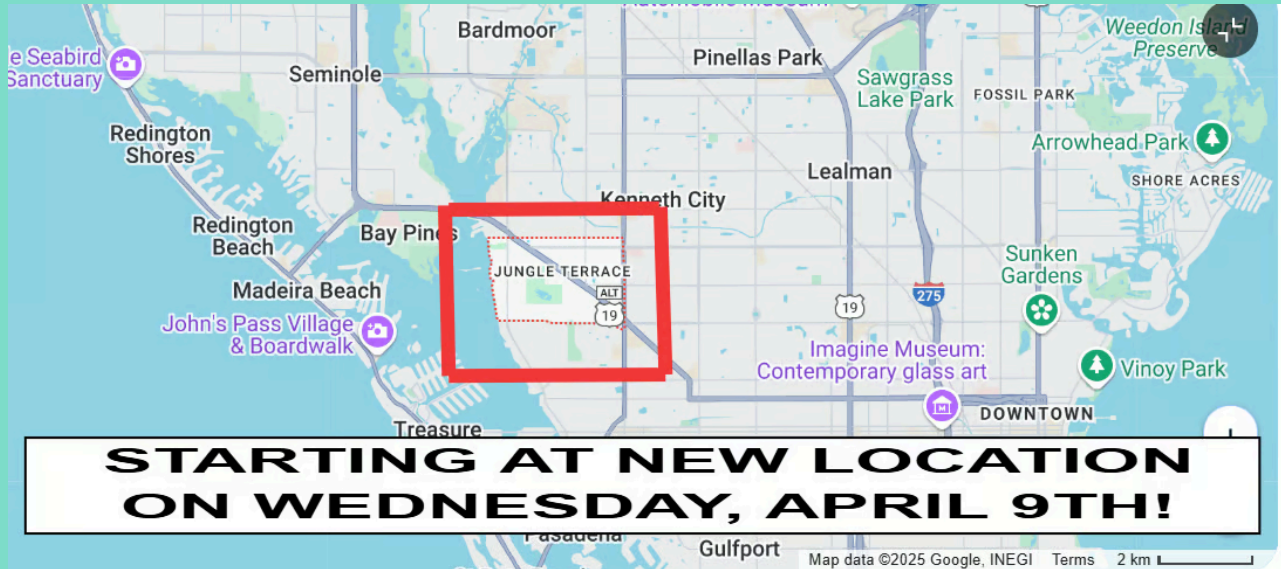 Automobile Museum
Weedon Island
Preserve
Bardmoor
Pinellas Park
e Seabird
Sanctuary
Seminole
Sawgrass
Lake Park
FOSSIL PARK
Redington
Shores
Arrowhead Park
Lealman
SHORE ACRES
Kenneth City
Redington
Beach
Bay Pines
Sunken
Gardens
JUNGLE TERRACE
Madeira Beach
ALT
19
275
19
John's Pass Village
& Boardwalk
Imagine Museum:
Contemporary glass art
Vinoy Park
DOWNTOWN
Treasure
STARTING AT NEW LOCATION
ON WEDNESDAY, APRIL 9TH!
Pasadena
Gulfport
Map data ©2025 Google, INEGI Terms 2 km